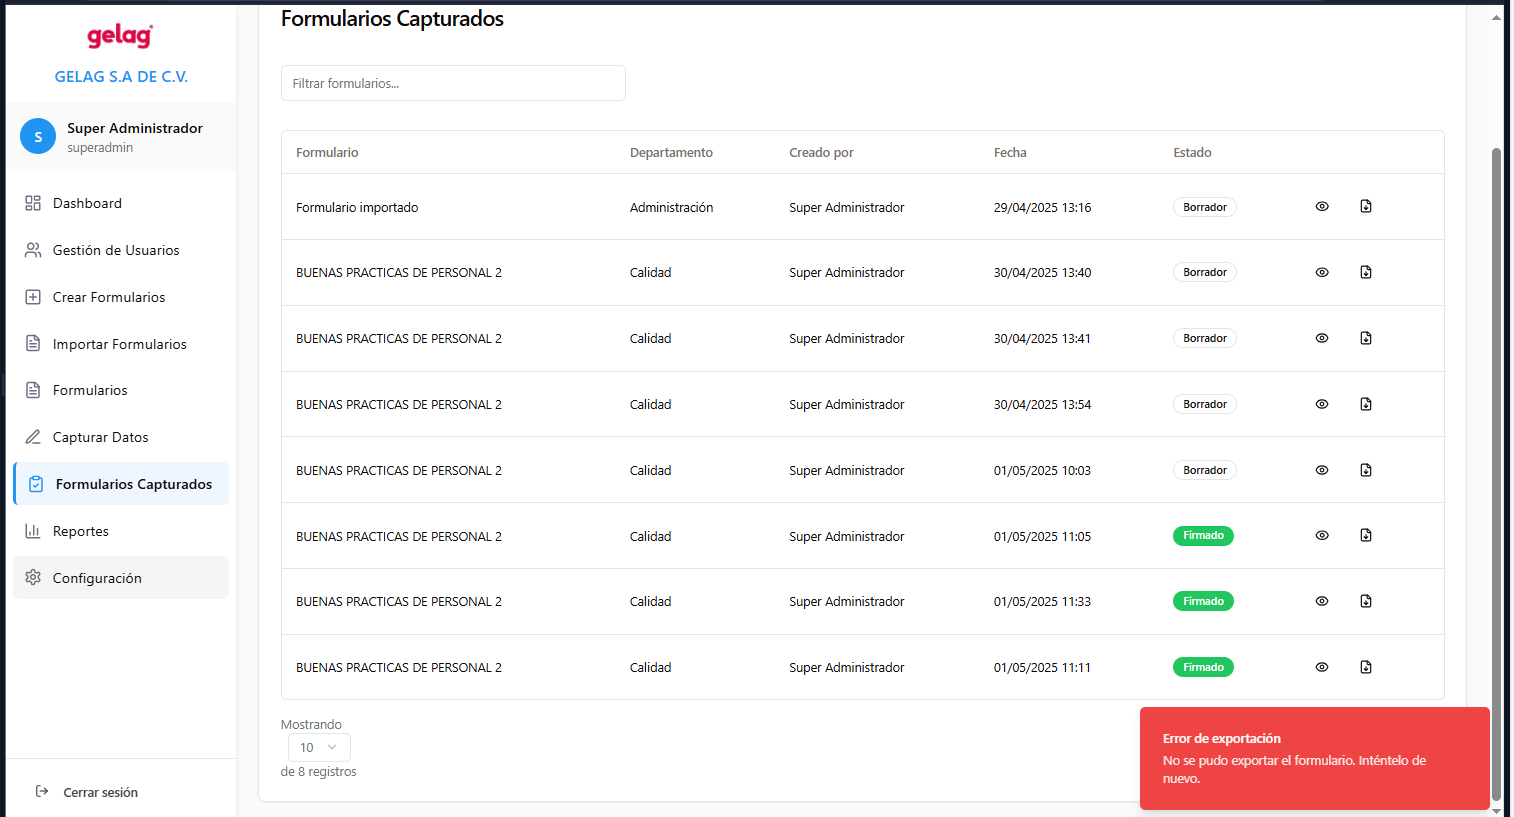 gelag
GELAG S.A DE C.V.
S
Super Administrador
superadmin
Dashboard
Gestión de Usuarios
Crear Formularios
Importar Formularios
Formularios
Capturar Datos
Formularios Capturados
Reportes
Configuración
Cerrar sesión
Formularios Capturados
Filtrar formularios...
Formulario Departamento Creado por Fecha Estado
Formulario importado Administración Super Administrador 29/04/2025 13:16 Borrador
BUENAS PRACTICAS DE PERSONAL 2 Calidad Super Administrador 30/04/2025 13:40 Borrador
BUENAS PRACTICAS DE PERSONAL 2 Calidad Super Administrador 30/04/2025 13:41 Borrador
BUENAS PRACTICAS DE PERSONAL 2 Calidad Super Administrador 30/04/2025 13:54 Borrador
BUENAS PRACTICAS DE PERSONAL 2 Calidad Super Administrador 01/05/2025 10:03 Borrador
BUENAS PRACTICAS DE PERSONAL 2 Calidad Super Administrador 01/05/2025 11:05 Firmado
BUENAS PRACTICAS DE PERSONAL 2 Calidad Super Administrador 01/05/2025 11:33 Firmado
BUENAS PRACTICAS DE PERSONAL 2 Calidad Super Administrador 01/05/2025 11:11 Firmado
Mostrando
10
de 8 registros
Error de exportación
No se pudo exportar el formulario. Inténtelo de
nuevo.